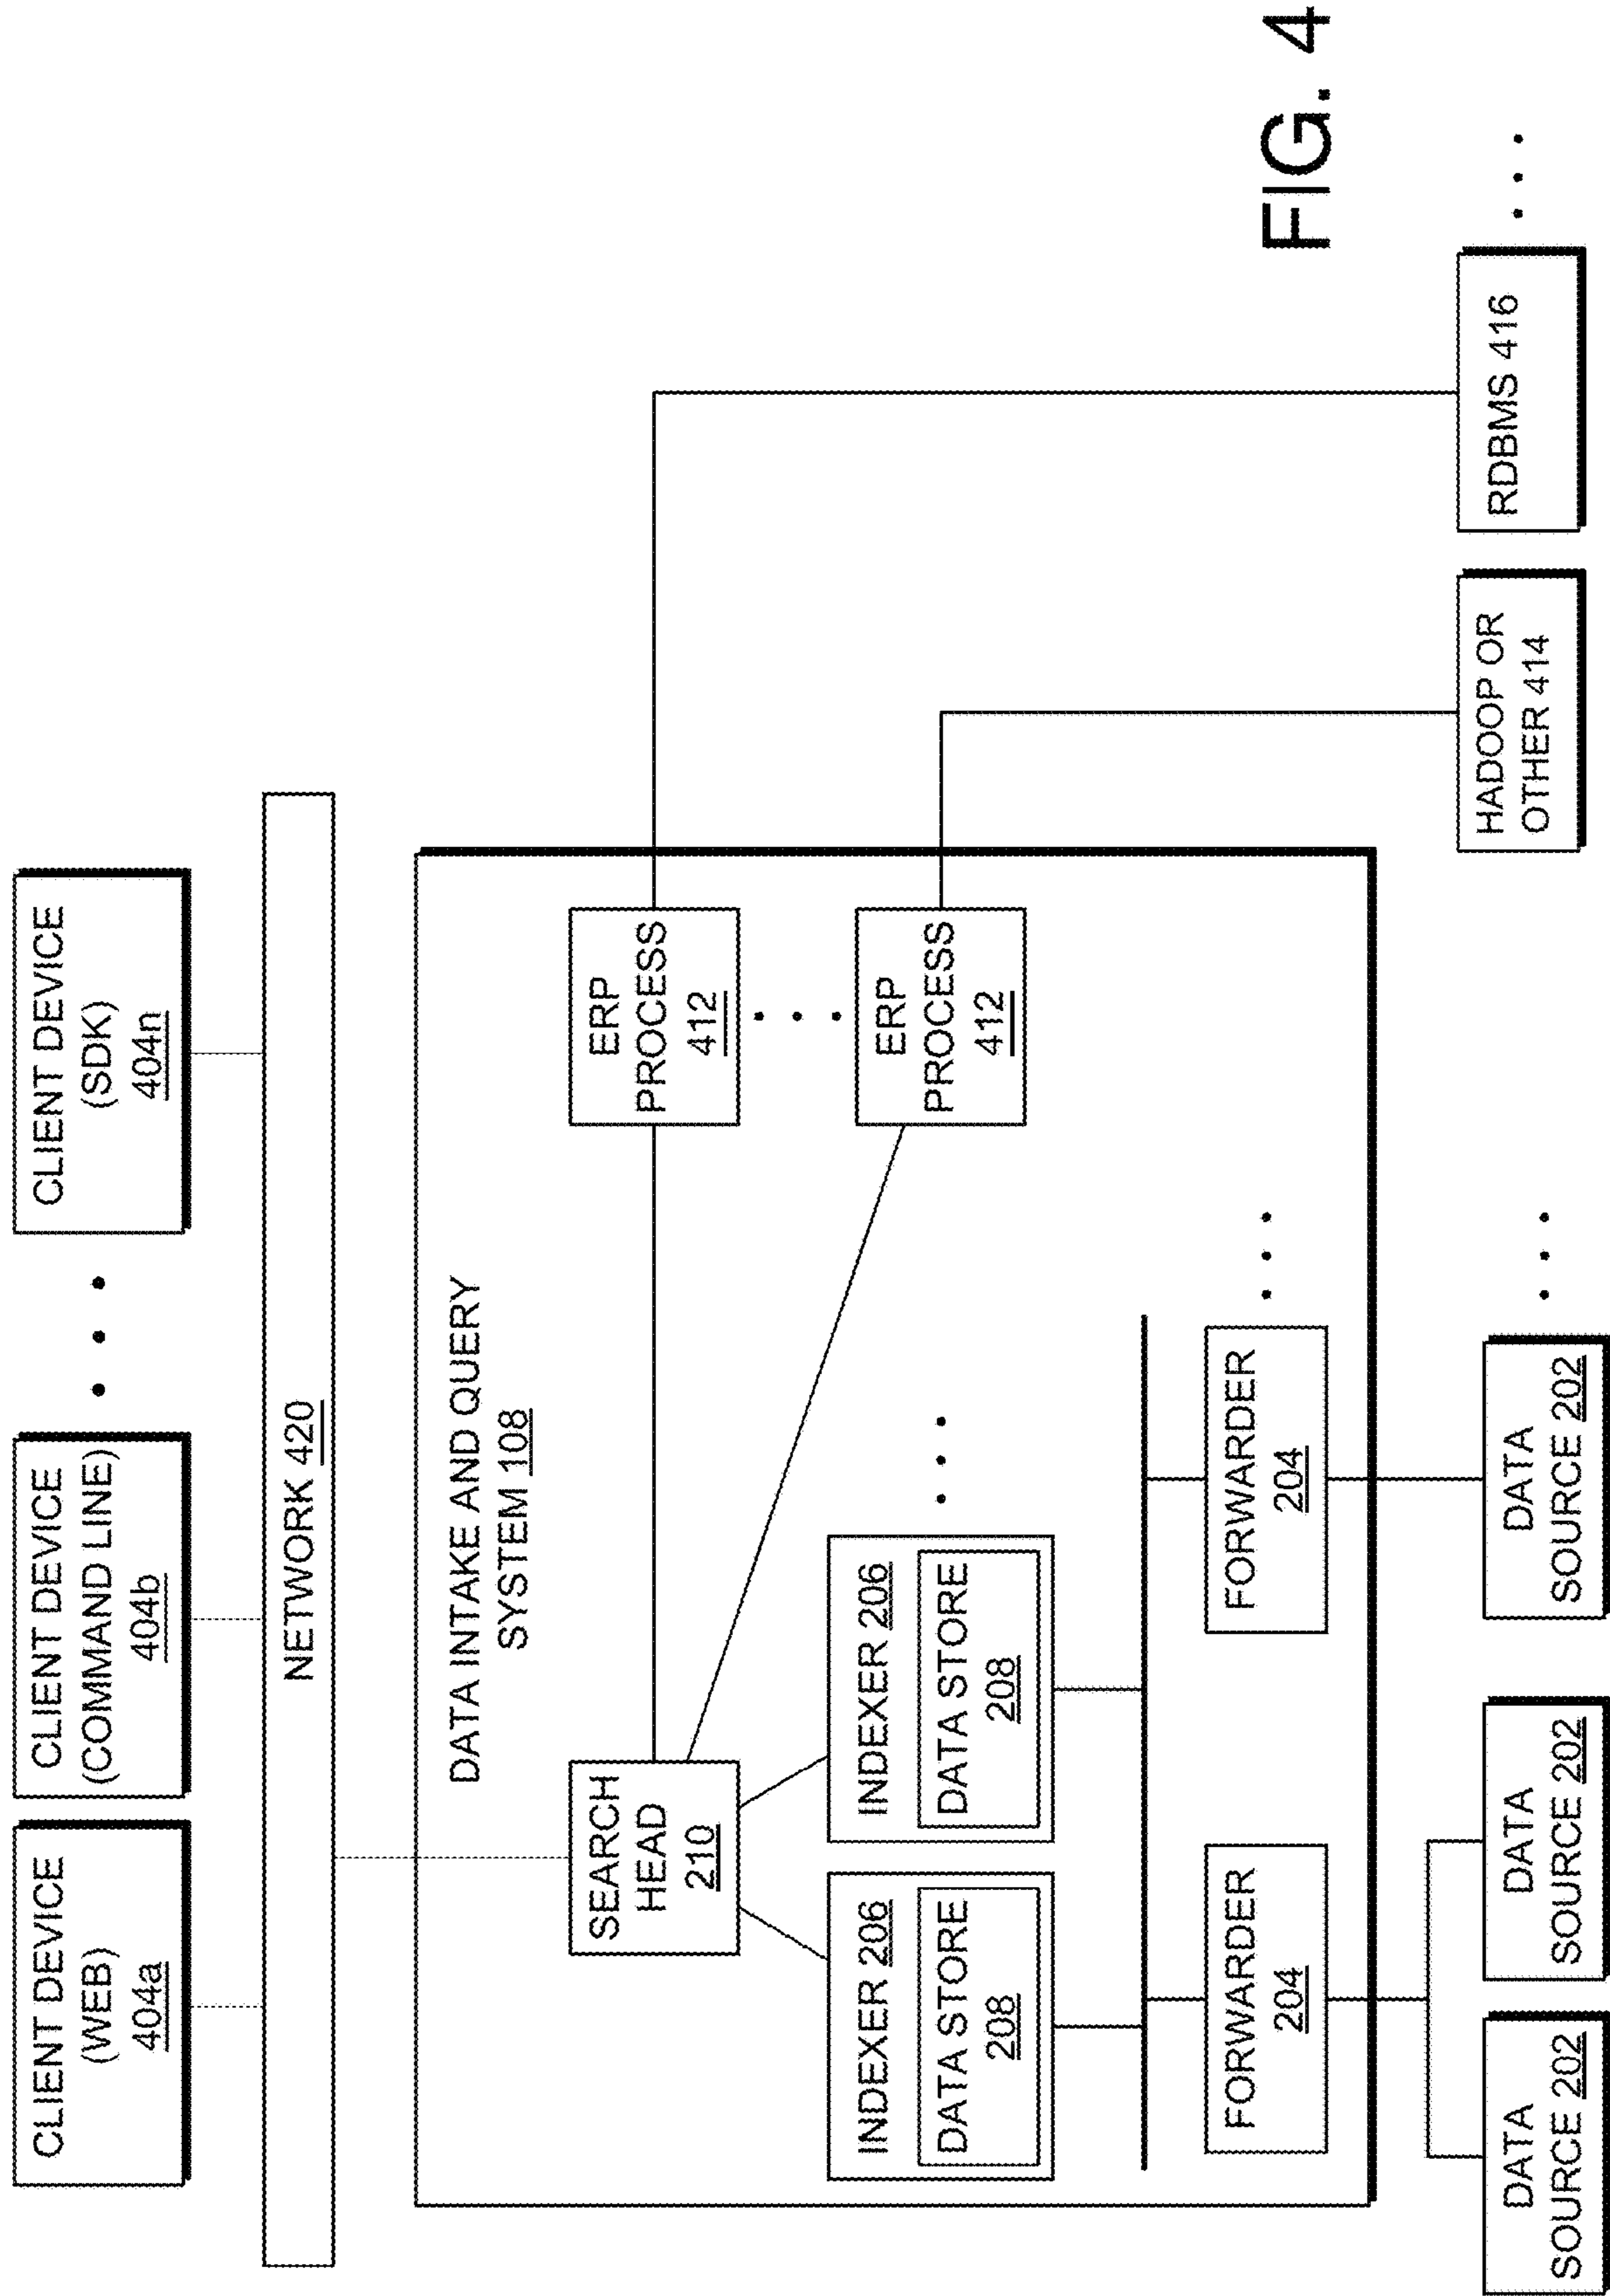 CLIENT DEVICE
(WEB)
404a
CLIENT DEVICE
(COMMAND LINE)
404b
CLIENT DEVICE
(SDK)
404n
NETWORK 420
DATA INTAKE AND QUERY
SYSTEM 108
SEARCH
HEAD
210
ERP
PROCESS
412
INDEXER 206
DATA STORE
208
INDEXER 206
DATA STORE
208
ERP
PROCESS
412
FORWARDER
204
FORWARDER
204
DATA
SOURCE 202
DATA
SOURCE 202
DATA
SOURCE 202
HADOOP OR
OTHER 414
RDBMS 416
FIG. 4